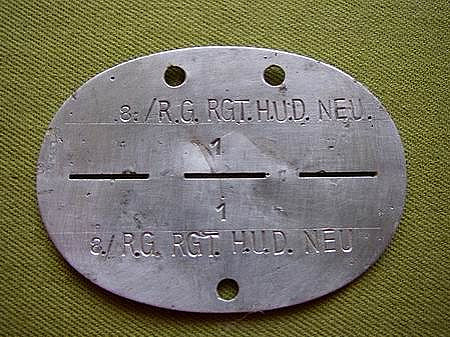 8./R.G. RGT. H.U.D. NEU.
1
1
8./R.G. RGT. H.U.D. NEU